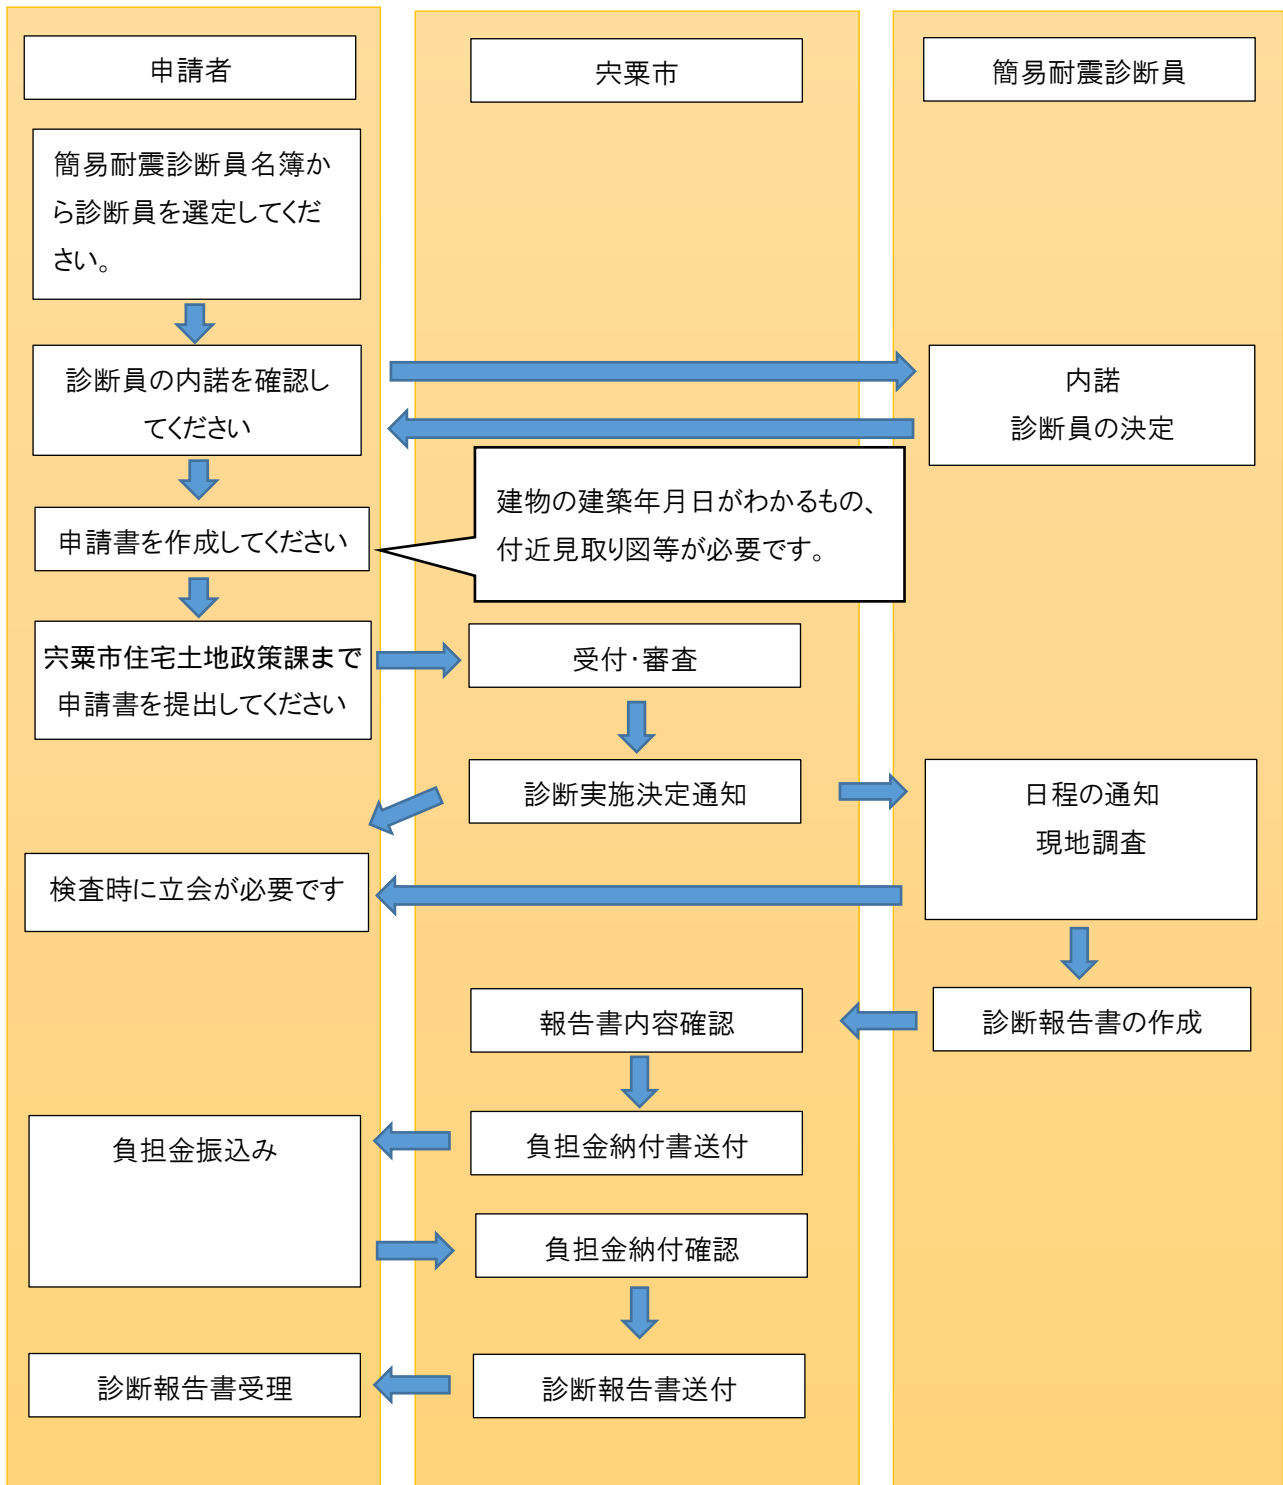 申請者
宍粟市
簡易耐震診断員
簡易耐震診断員名簿か
ら診断員を選定してくだ
さい。
診断員の内諾を確認し
てください
内諾
診断員の決定
申請書を作成してください
建物の建築年月日がわかるもの、
付近見取り図等が必要です。
宍粟市住宅土地政策課まで
申請書を提出してください
受付・審査
診断実施決定通知
日程の通知
現地調査
検査時に立会が必要です
診断報告書の作成
報告書内容確認
負担金納付書送付
負担金振込み
負担金納付確認
診断報告書送付
診断報告書受理